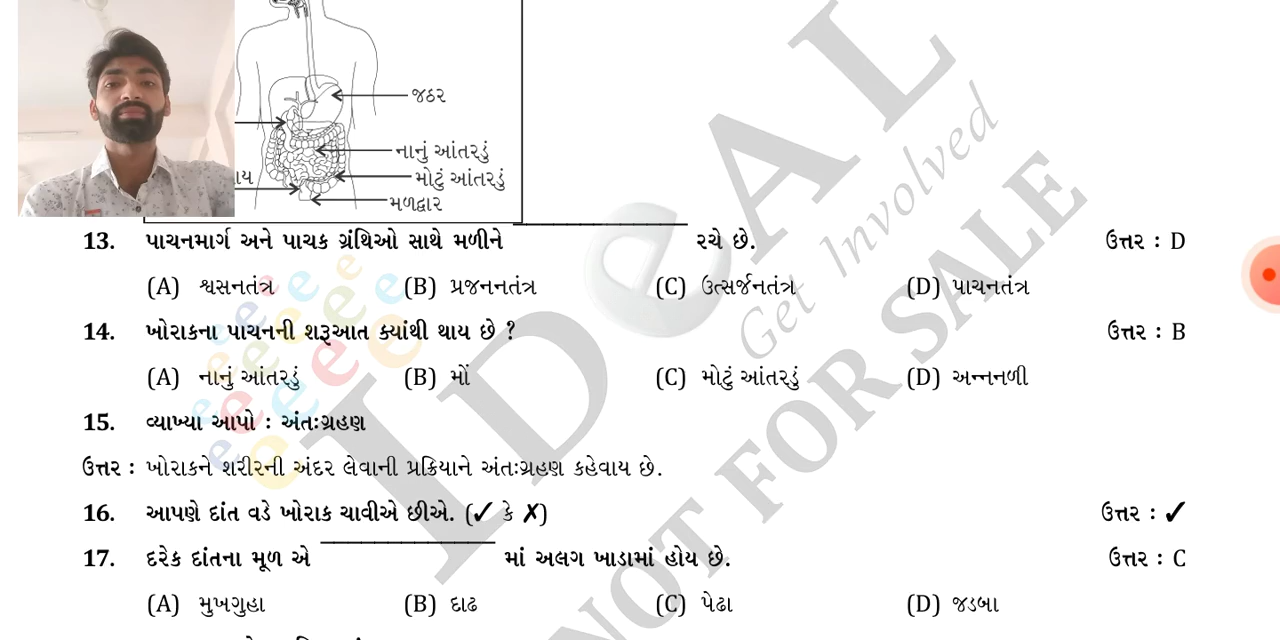 જઠર
નાનું આંતરડું
ાય
મોટું આંતરડું
મળદ્વાર
13. પાચનમાર્ગ અને પાચક ગ્રંથિઓ સાથે મળીને ____________ રચે છે. ઉત્તર : D
(A) શ્વસનતંત્ર (B) પ્રજનનતંત્ર (C) ઉત્સર્જનતંત્ર (D) પાચનતંત્ર
14. ખોરાકના પાચનની શરૂઆત ક્યાંથી થાય છે ? ઉત્તર : B
(A) નાનું આંતરડું (B) મોં (C) મોટું આંતરડું (D) અન્નનળી
15. વ્યાખ્યા આપો : અંતઃગ્રહણ
ઉત્તર : ખોરાકને શરીરની અંદર લેવાની પ્રક્રિયાને અંતઃગ્રહણ કહેવાય છે.
16. આપણે દાંત વડે ખોરાક ચાવીએ છીએ. (✓ કે ✗) ઉત્તર : ✓
17. દરેક દાંતના મૂળ એ ____________ માં અલગ ખાડામાં હોય છે. ઉત્તર : C
(A) મુખગુહા (B) દાઢ (C) પેઢા (D) જડબા
IDeAL
Get Involved
NOT FOR SALE